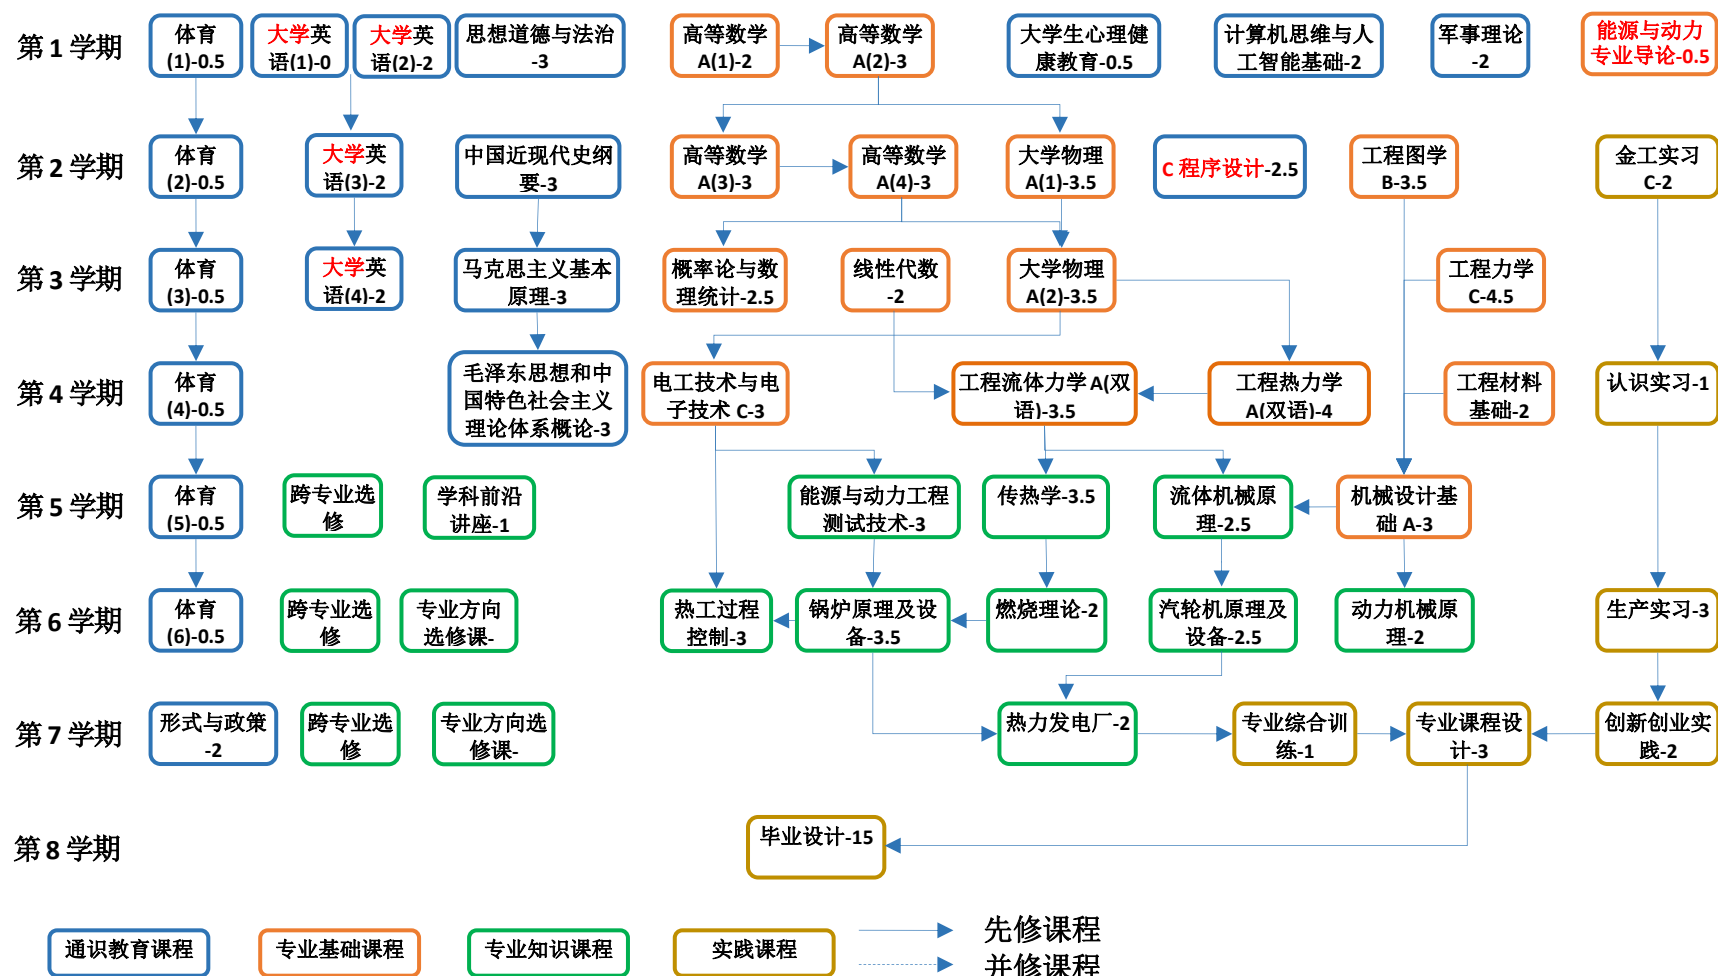 第 1 学期
体育
(1)-0.5
大学英
语(1)-0
大学英
语(2)-2
思想道德与法治
-3
高等数学
A(1)-2
高等数学
A(2)-3
大学生心理健
康教育-0.5
计算机思维与人
工智能基础-2
军事理论
-2
能源与动力
专业导论-0.5
第 2 学期
体育
(2)-0.5
大学英
语(3)-2
中国近现代史纲
要-3
高等数学
A(3)-3
高等数学
A(4)-3
大学物理
A(1)-3.5
C 程序设计-2.5
工程图学
B-3.5
金工实习
C-2
第 3 学期
体育
(3)-0.5
大学英
语(4)-2
马克思主义基本
原理-3
概率论与数
理统计-2.5
线性代数
-2
大学物理
A(2)-3.5
工程力学
C-4.5
第 4 学期
体育
(4)-0.5
毛泽东思想和中
国特色社会主义
理论体系概论-3
电工技术与电
子技术 C-3
工程流体力学 A(双
语)-3.5
工程热力学
A(双语)-4
工程材料
基础-2
认识实习-1
第 5 学期
体育
(5)-0.5
跨专业选
修
学科前沿
讲座-1
能源与动力工程
测试技术-3
传热学-3.5
流体机械原
理-2.5
机械设计基
础 A-3
第 6 学期
体育
(6)-0.5
跨专业选
修
专业方向
选修课-
热工过程
控制-3
锅炉原理及设
备-3.5
燃烧理论-2
汽轮机原理及
设备-2.5
动力机械原
理-2
生产实习-3
第 7 学期
形式与政策
-2
跨专业选
修
专业方向选
修课-
热力发电厂-2
专业综合训
练-1
专业课程设
计-3
创新创业实
践-2
第 8 学期
毕业设计-15
通识教育课程
专业基础课程
专业知识课程
实践课程
先修课程
并修课程